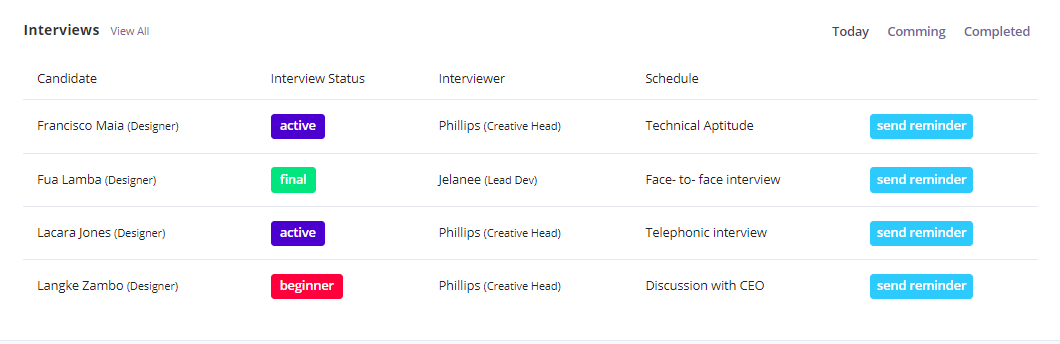 Interviews View All Today Comming Completed
Candidate Interview Status Interviewer Schedule
Francisco Maia (Designer) active Phillips (Creative Head) Technical Aptitude send reminder
Fua Lamba (Designer) final Jelanee (Lead Dev) Face- to- face interview send reminder
Lacara Jones (Designer) active Phillips (Creative Head) Telephonic interview send reminder
Langke Zambo (Designer) beginner Phillips (Creative Head) Discussion with CEO send reminder